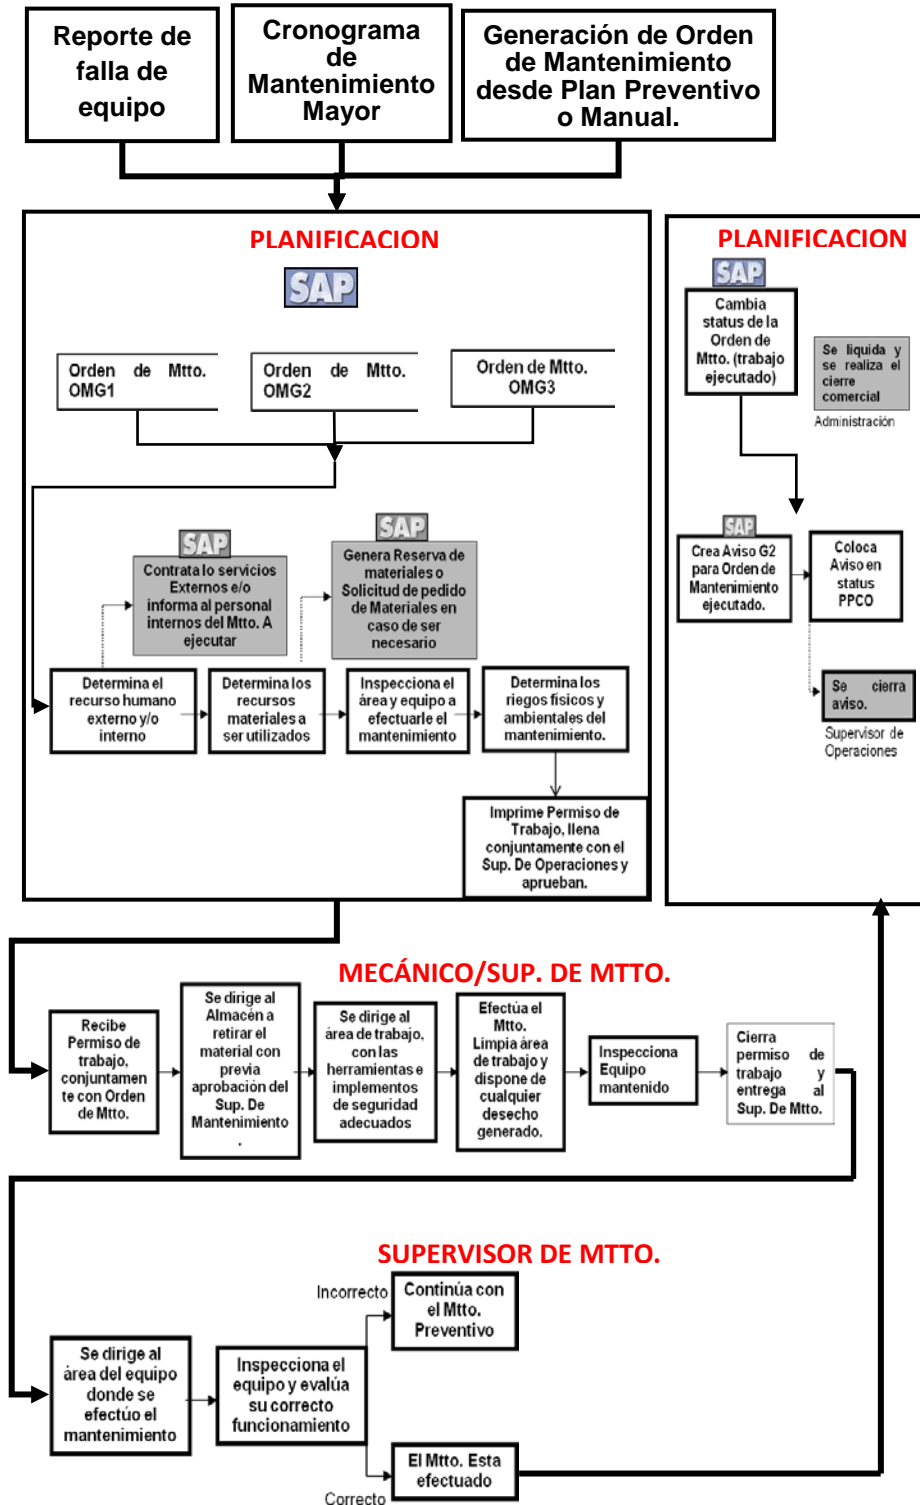 Reporte de
falla de
equipo
Cronograma
de
Mantenimiento
Mayor
Generación de Orden
de Mantenimiento
desde Plan Preventivo
o Manual.
PLANIFICACION
SAP
Orden de Mtto.
OMG1
Orden de Mtto.
OMG2
Orden de Mtto.
OMG3
SAP
Contrata lo servicios
Externos e/o
informa al personal
internos del Mtto. A
ejecutar
SAP
Genera Reserva de
materiales o
Solicitud de pedido
de Materiales en
caso de ser
necesario
Determina el
recurso humano
externo y/o
interno
Determina los
recursos
materiales a
ser utilizados
Inspecciona el
área y equipo a
efectuarle el
mantenimiento
Determina los
riegos físicos y
ambientales del
mantenimiento.
Imprime Permiso de
Trabajo, llena
conjuntamente con el
Sup. De Operaciones y
aprueban.
PLANIFICACION
SAP
Cambia
status de la
Orden de
Mtto. (trabajo
ejecutado)
Se liquida y
se realiza el
cierre
comercial
Administración
SAP
Crea Aviso G2
para Orden de
Mantenimiento
ejecutado.
Coloca
Aviso en
status
PPCO
Se cierra
aviso.
Supervisor de
Operaciones
MECÁNICO/SUP. DE MTTO.
Recibe
Permiso de
trabajo,
conjuntame
nte con Orden
de Mtto.
Se dirige al
Almacén a
retirar el
material con
previa
aprobación del
Sup. De
Mantenimiento
.
Se dirige al
área de trabajo,
con las
herramientas e
implementos
de seguridad
adecuados
Efectúa el
Mtto.
Limpia área
de trabajo y
dispone de
cualquier
desecho
generado.
Inspecciona
Equipo
mantenido
Cierra
permiso de
trabajo y
entrega al
Sup. De Mtto.
SUPERVISOR DE MTTO.
Se dirige al
área del equipo
donde se
efectúo el
mantenimiento
Inspecciona el
equipo y evalúa
su correcto
funcionamiento
Incorrecto
Continúa con
el Mtto.
Preventivo
El Mtto. Esta
efectuado
Correcto